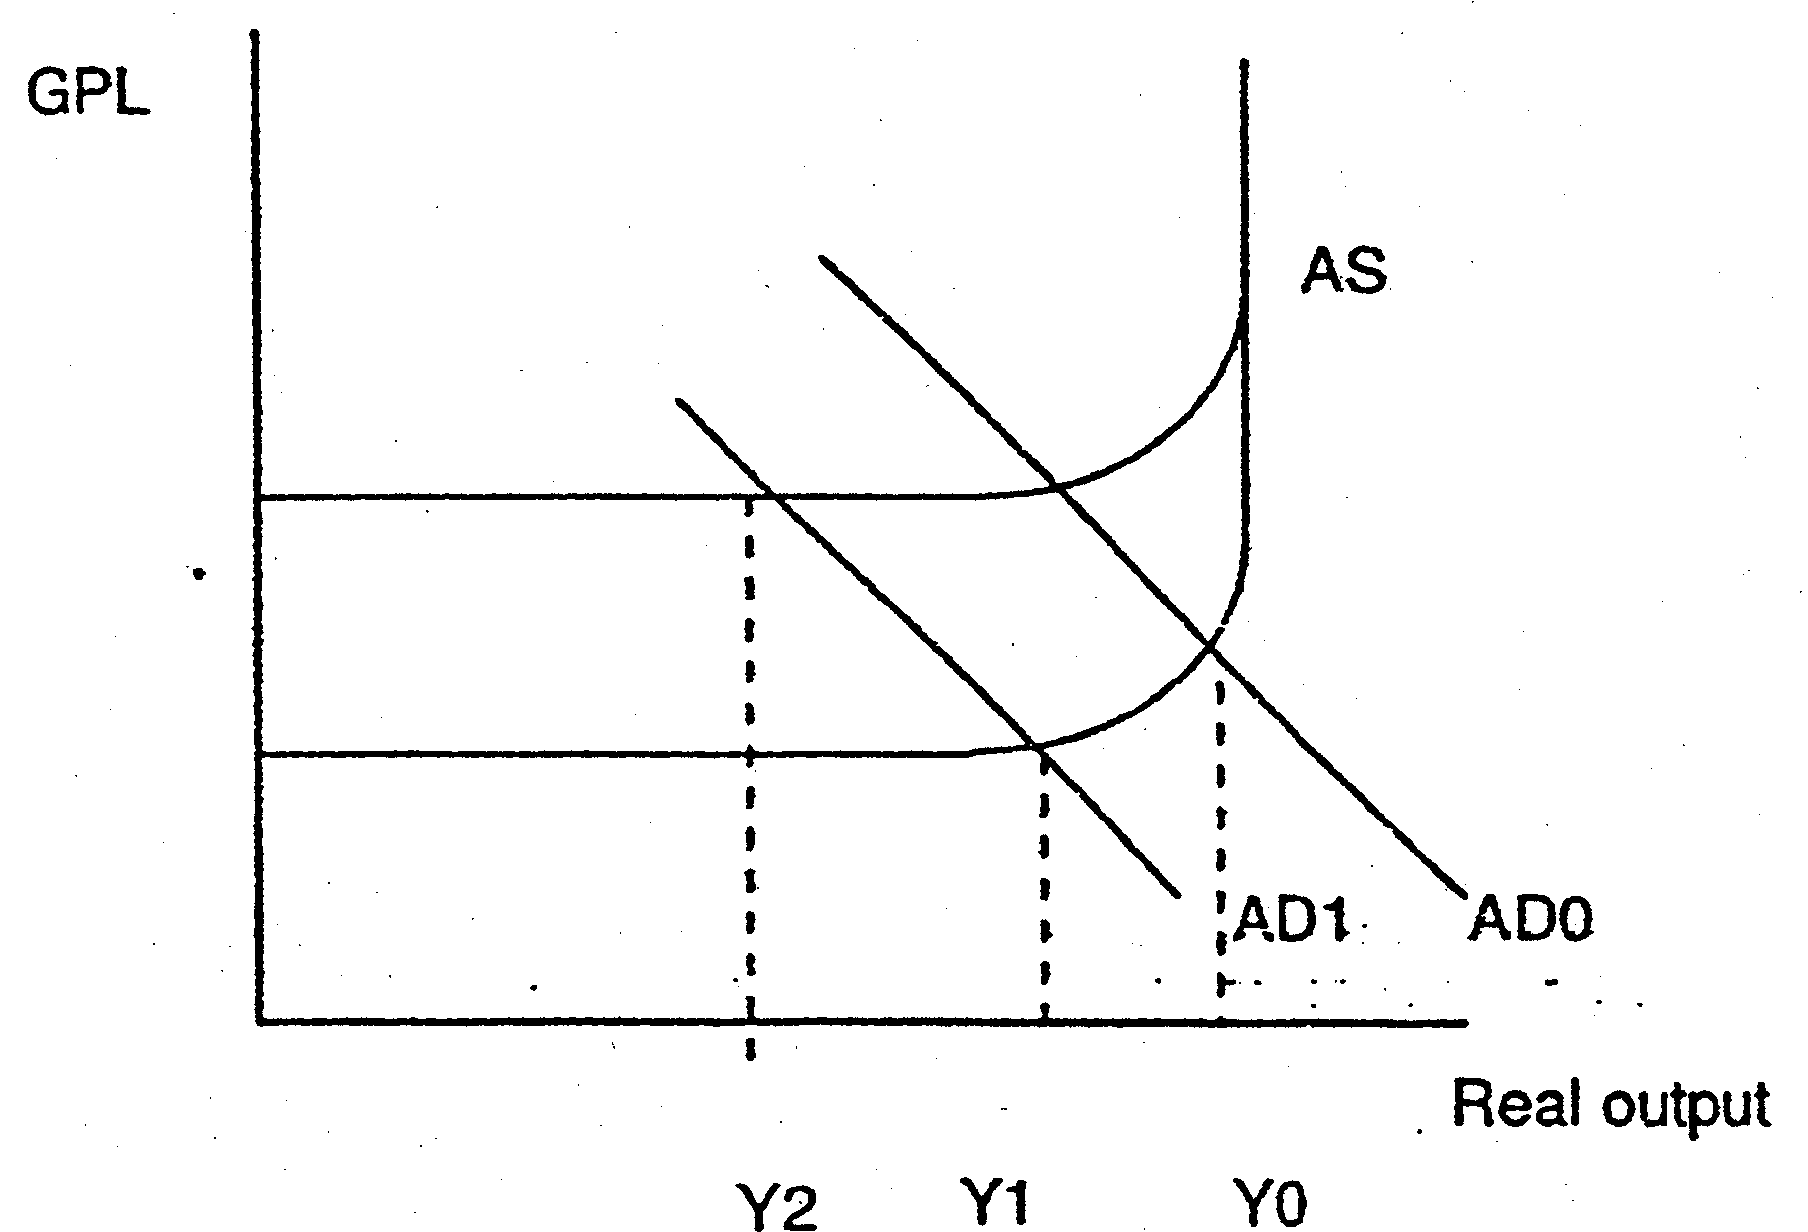 GPL
AS
AD1
AD0
Real output
Y2
Y1
Y0